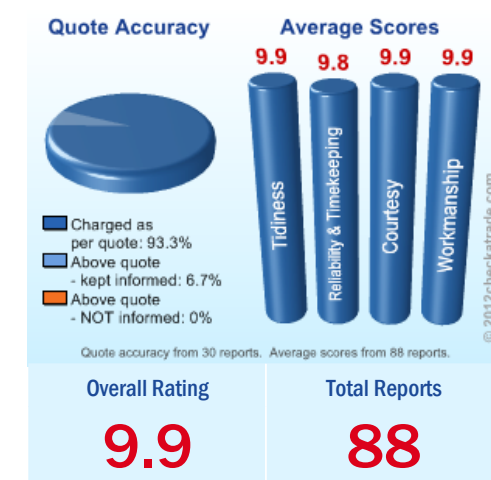 Quote Accuracy
Average Scores
9.9
9.8
9.9
9.9
Tidiness
Reliability & Timekeeping
Courtesy
Workmanship
Charged as
per quote: 93.3%
Above quote
- kept informed: 6.7%
Above quote
- NOT informed: 0%
© 2012checkatrade.com
Quote accuracy from 30 reports. Average scores from 88 reports.
Overall Rating
Total Reports
9.9
88